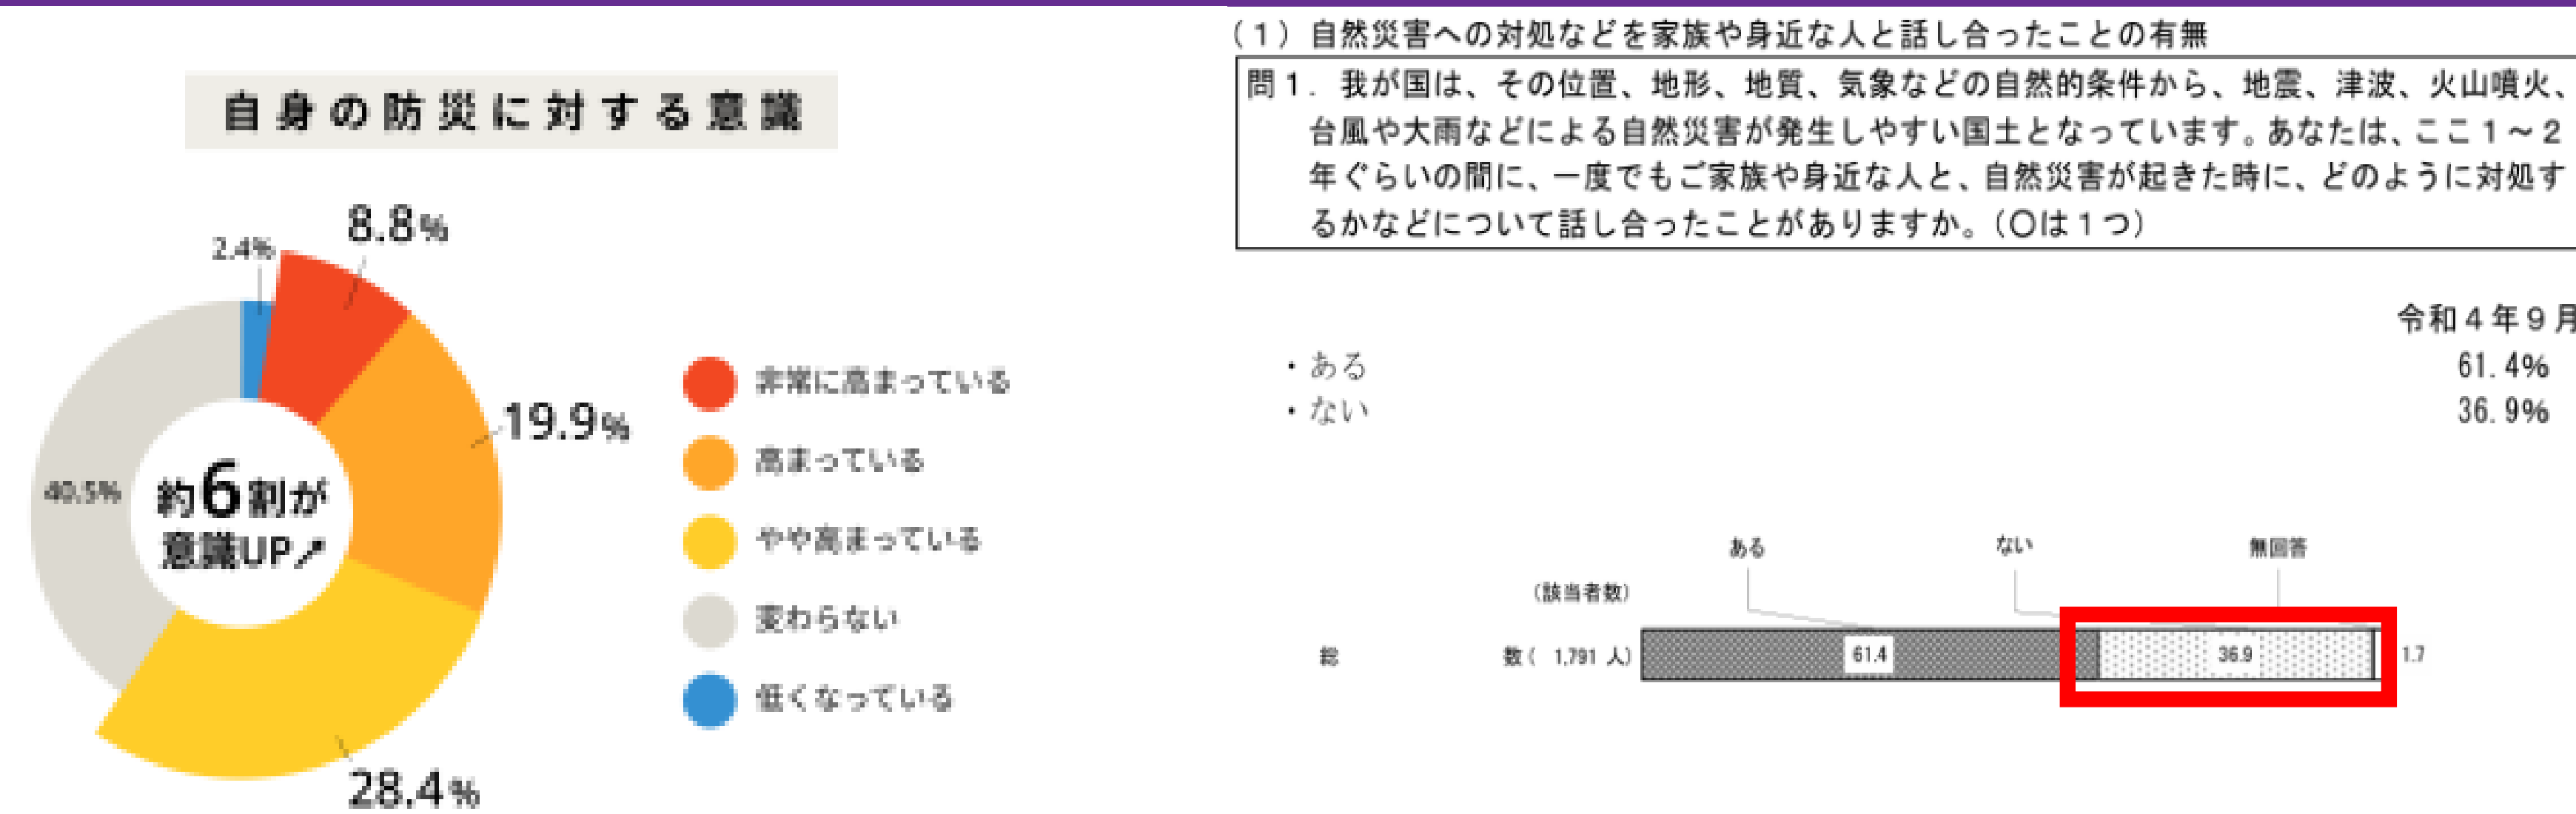 自身の防災に対する意識
8.8%
2.4%
19.9%
40.5%
約6割が
意識UP↗
28.4%
非常に高まっている
高まっている
やや高まっている
変わらない
低くなっている
(1) 自然災害への対処などを家族や身近な人と話し合ったことの有無
問1. 我が国は、その位置、地形、地質、気象などの自然的条件から、地震、津波、火山噴火、
台風や大雨などによる自然災害が発生しやすい国土となっています。あなたは、ここ1~2
年ぐらいの間に、一度でもご家族や身近な人と、自然災害が起きた時に、どのように対処す
るかなどについて話し合ったことがありますか。(〇は1つ)
令和4年9月
・ある 61.4%
・ない 36.9%
ある ない 無回答
(該当者数)
総 数( 1,791 人) 61.4 36.9 1.7